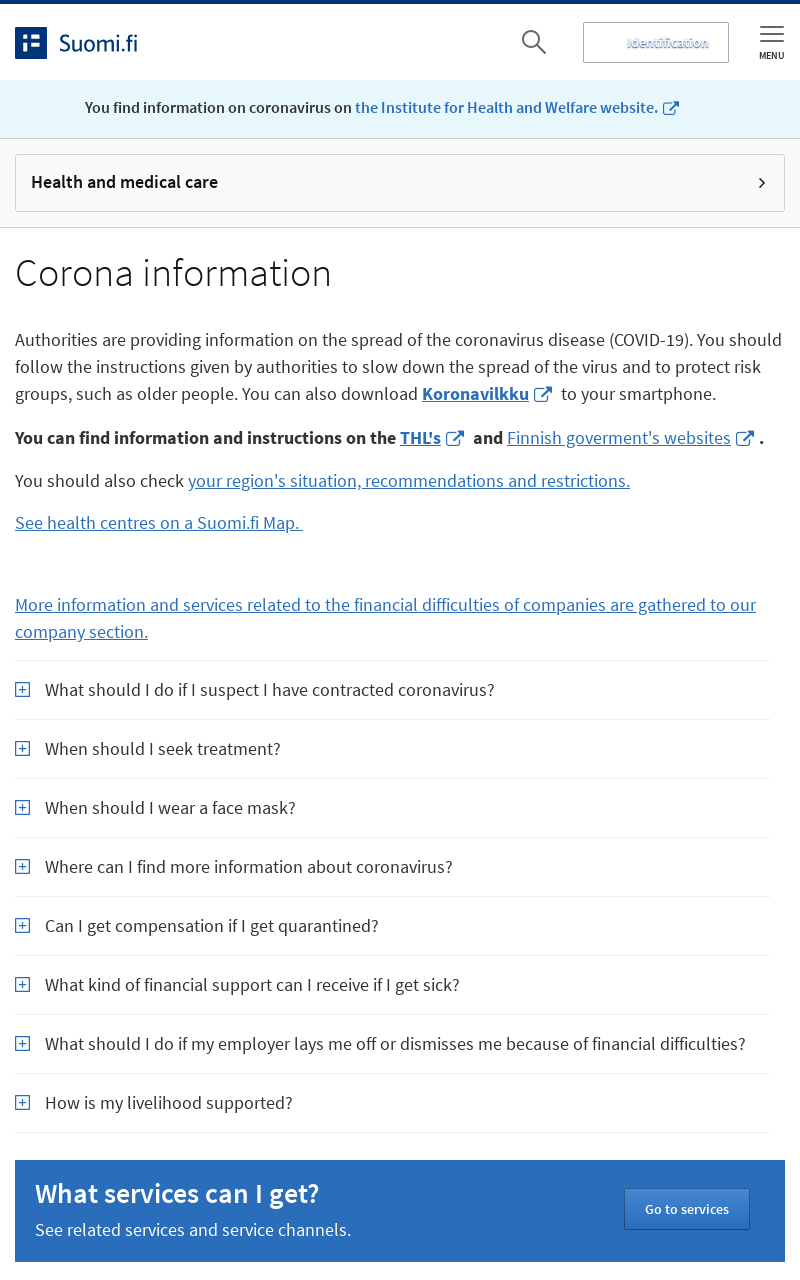 Suomi.fi
Identification
MENU
You find information on coronavirus on the Institute for Health and Welfare website.
Health and medical care
Corona information
Authorities are providing information on the spread of the coronavirus disease (COVID-19). You should
follow the instructions given by authorities to slow down the spread of the virus and to protect risk
groups, such as older people. You can also download Koronavilkku to your smartphone.
You can find information and instructions on the THL's and Finnish goverment's websites .
You should also check your region's situation, recommendations and restrictions.
See health centres on a Suomi.fi Map.
More information and services related to the financial difficulties of companies are gathered to our
company section.
What should I do if I suspect I have contracted coronavirus?
When should I seek treatment?
When should I wear a face mask?
Where can I find more information about coronavirus?
Can I get compensation if I get quarantined?
What kind of financial support can I receive if I get sick?
What should I do if my employer lays me off or dismisses me because of financial difficulties?
How is my livelihood supported?
What services can I get?
See related services and service channels.
Go to services